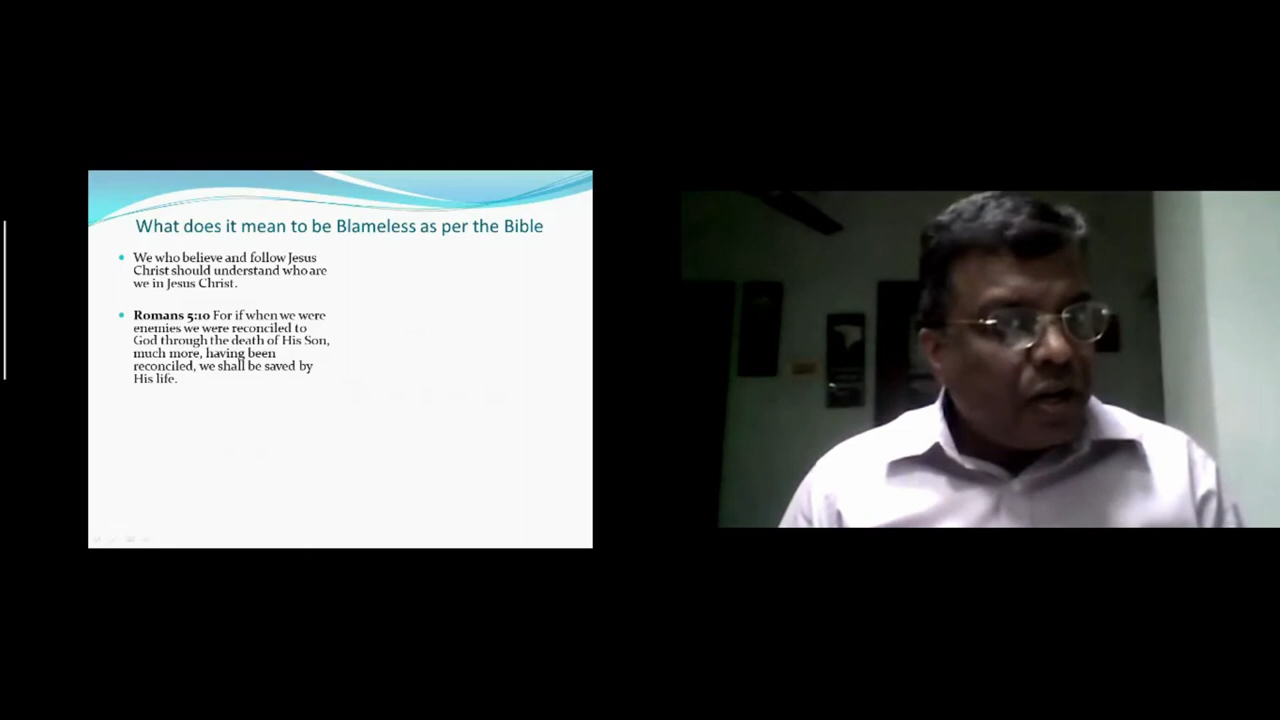 What does it mean to be Blameless as per the Bible
We who believe and follow Jesus
Christ should understand who are
we in Jesus Christ.
Romans 5:10 For if when we were
enemies we were reconciled to
God through the death of His Son,
much more, having been
reconciled, we shall be saved by
His life.